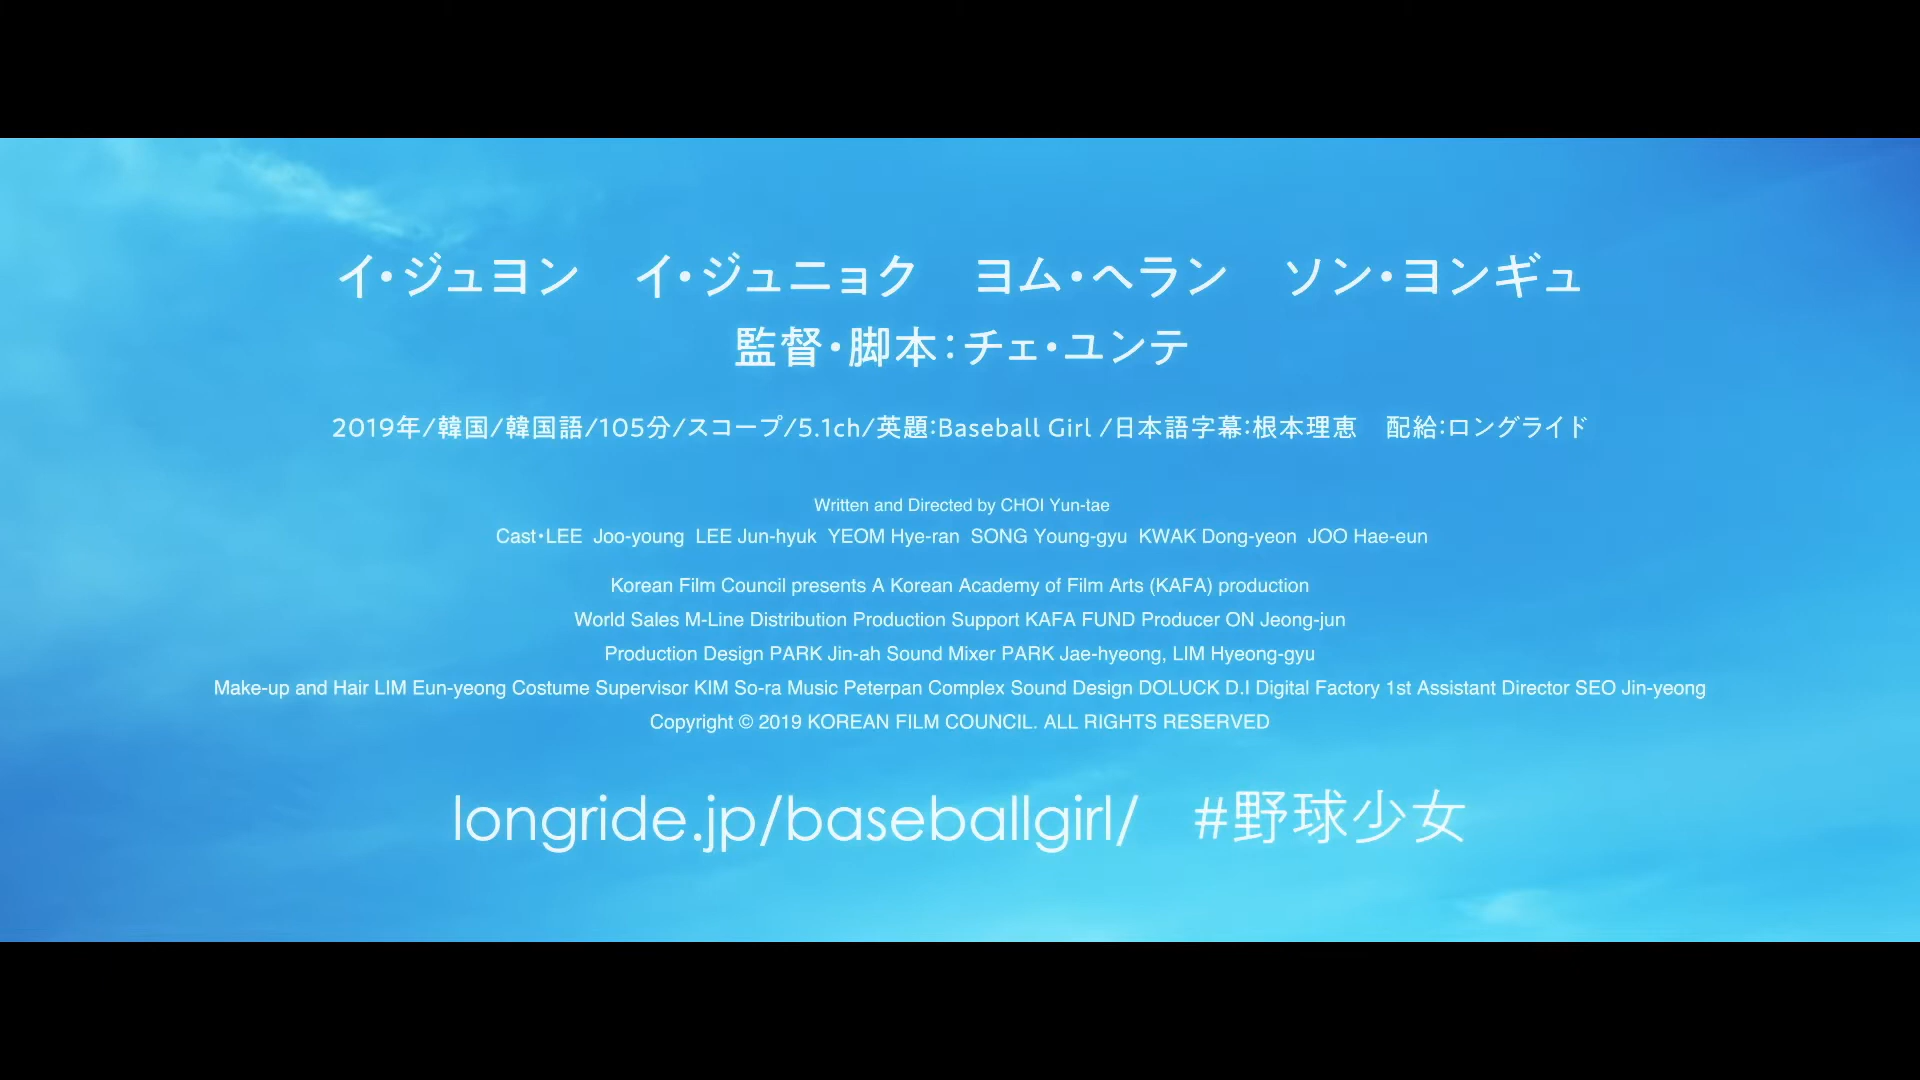 イ・ジュヨン　イ・ジュニョク　ヨム・ヘラン　ソン・ヨンギュ
監督・脚本：チェ・ユンテ
2019年/韓国/韓国語/105分/スコープ/5.1ch/英題：Baseball Girl /日本語字幕：根本理恵　配給：ロングライド
Written and Directed by CHOI Yun-tae
Cast・LEE Joo-young LEE Jun-hyuk YEOM Hye-ran SONG Young-gyu KWAK Dong-yeon JOO Hae-eun
Korean Film Council presents A Korean Academy of Film Arts (KAFA) production
World Sales M-Line Distribution Production Support KAFA FUND Producer ON Jeong-jun
Production Design PARK Jin-ah Sound Mixer PARK Jae-hyeong, LIM Hyeong-gyu
Make-up and Hair LIM Eun-yeong Costume Supervisor KIM So-ra Music Peterpan Complex Sound Design DOLUCK D.I Digital Factory 1st Assistant Director SEO Jin-yeong
Copyright © 2019 KOREAN FILM COUNCIL. ALL RIGHTS RESERVED
longride.jp/baseballgirl/　#野球少女